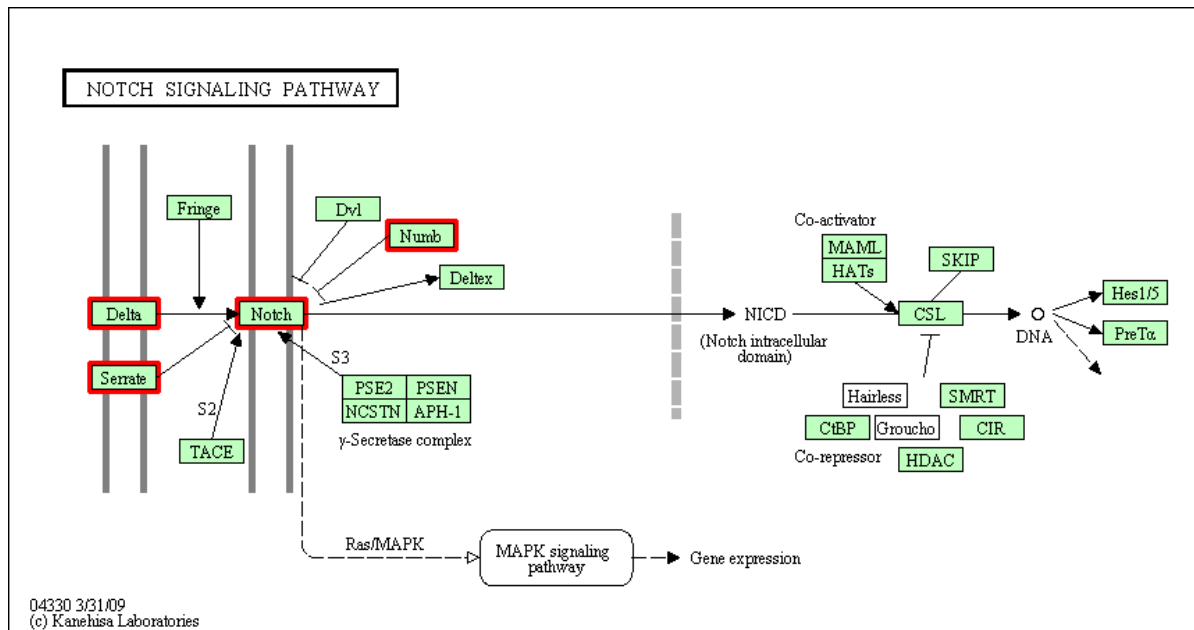 NOTCH SIGNALING PATHWAY
Fringe
Dvl
Numb
Deltex
Delta
Notch
Serrate
S2
TACE
S3
PSE2 PSEN
NCSTN APH-1
γ-Secretase complex
NICD
(Notch intracellular
domain)
Co-activator
MAML
HATs
SKIP
CSL
DNA
Hes1/5
PreTα
Hairless
SMRT
CtBP
Groucho
CIR
Co-repressor
HDAC
Ras/MAPK
MAPK signaling
pathway
Gene expression
04330 3/31/09
(c) Kanehisa Laboratories